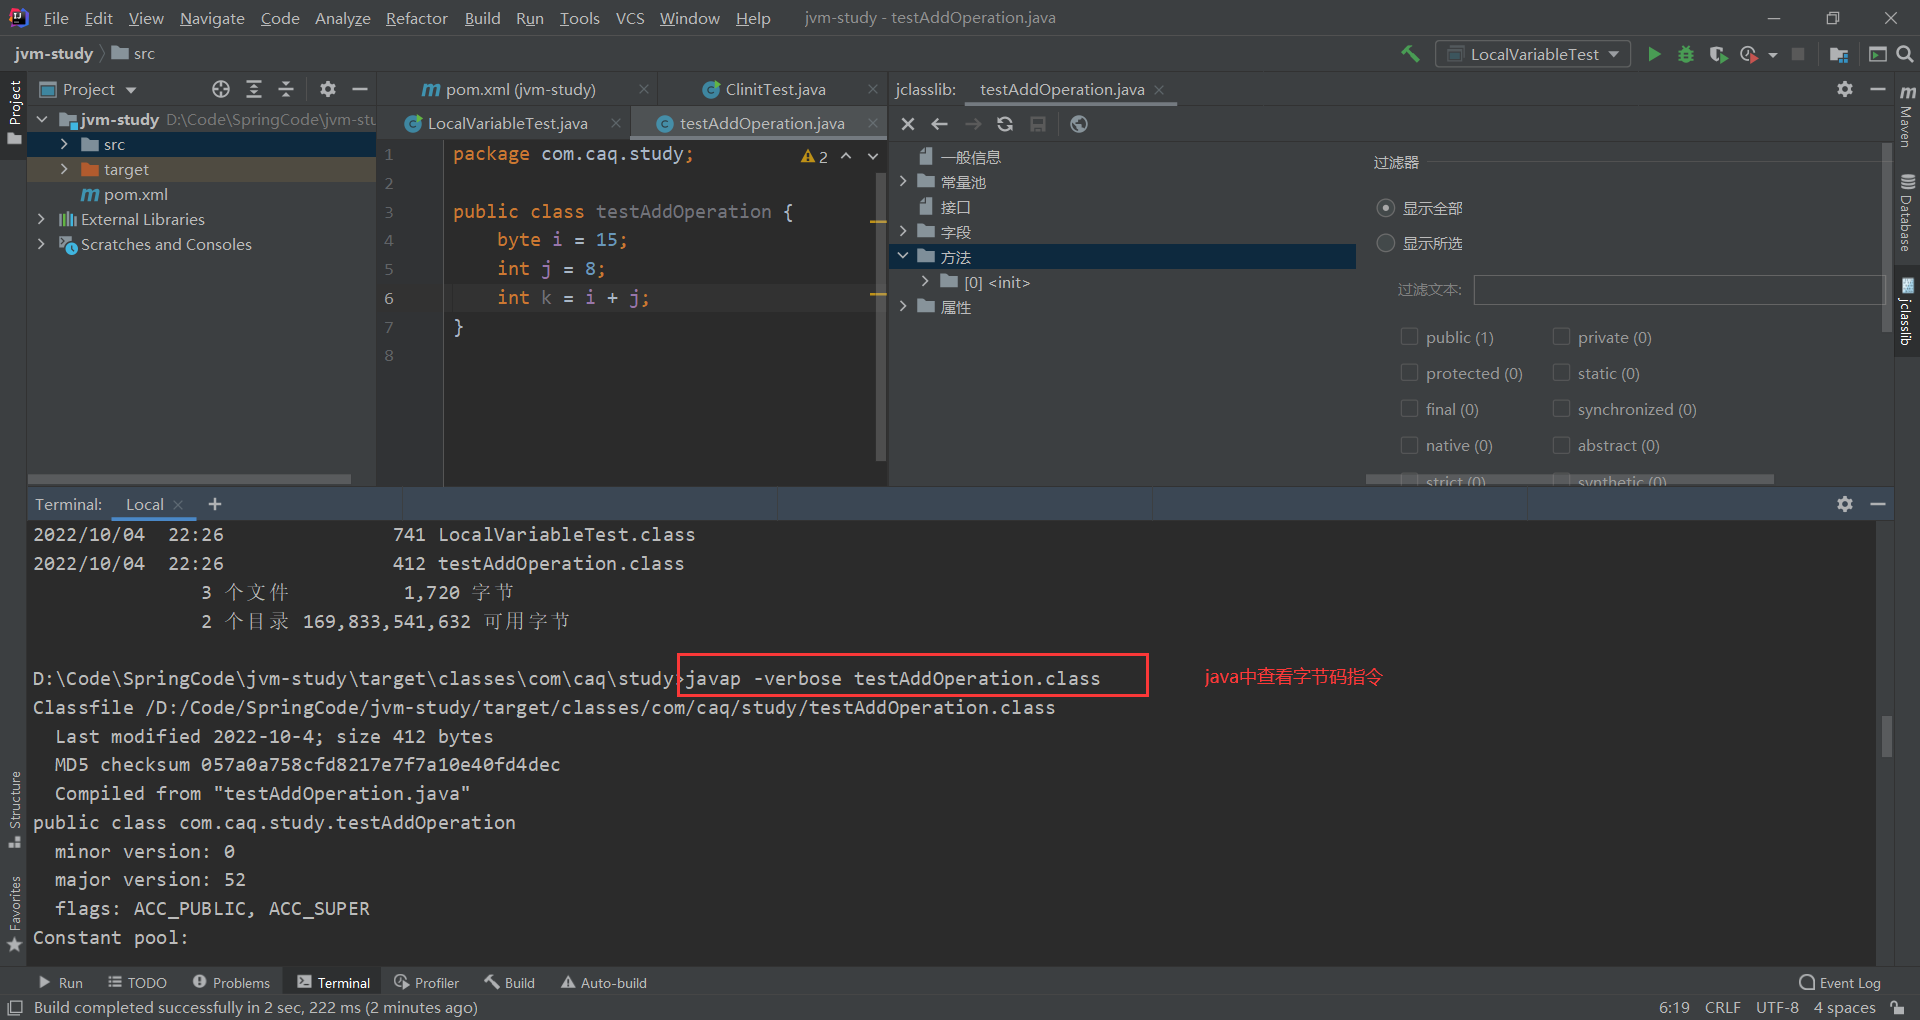 File Edit View Navigate Code Analyze Refactor Build Run Tools VCS Window Help jvm-study - testAddOperation.java
jvm-study src LocalVariableTest
Project
Project
jvm-study D:\Code\SpringCode\jvm-stu
src
target
pom.xml
External Libraries
Scratches and Consoles
pom.xml (jvm-study) ClinitTest.java
LocalVariableTest.java testAddOperation.java
1 package com.caq.study; 2
2
3 public class testAddOperation {
4 byte i = 15;
5 int j = 8;
6 int k = i + j;
7 }
8
jclasslib: testAddOperation.java
一般信息
常量池
接口
字段
方法
[0] <init>
属性
过滤器
显示全部
显示所选
过滤文本:
public (1) private (0)
protected (0) static (0)
final (0) synchronized (0)
native (0) abstract (0)
strict (0) synthetic (0)
Maven
Database
jclasslib
Terminal: Local
2022/10/04 22:26 741 LocalVariableTest.class
2022/10/04 22:26 412 testAddOperation.class
3 个文件 1,720 字节
2 个目录 169,833,541,632 可用字节
D:\Code\SpringCode\jvm-study\target\classes\com\caq\study>javap -verbose testAddOperation.class
java中查看字节码指令
Classfile /D:/Code/SpringCode/jvm-study/target/classes/com/caq/study/testAddOperation.class
Last modified 2022-10-4; size 412 bytes
MD5 checksum 057a0a758cfd8217e7f7a10e40fd4dec
Compiled from "testAddOperation.java"
public class com.caq.study.testAddOperation
minor version: 0
major version: 52
flags: ACC_PUBLIC, ACC_SUPER
Constant pool:
Structure
Favorites
Run TODO Problems Terminal Profiler Build Auto-build Event Log
Build completed successfully in 2 sec, 222 ms (2 minutes ago) 6:19 CRLF UTF-8 4 spaces